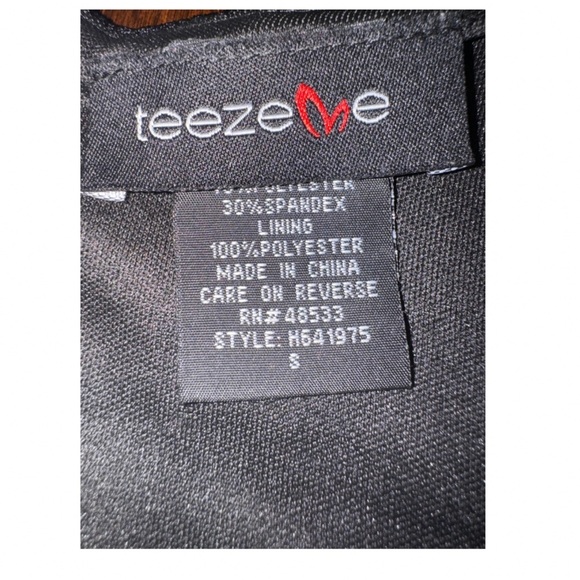 teezeme
30%SPANDEX
LINING
100%POLYESTER
MADE IN CHINA
CARE ON REVERSE
RN# 48533
STYLE: H641975
S